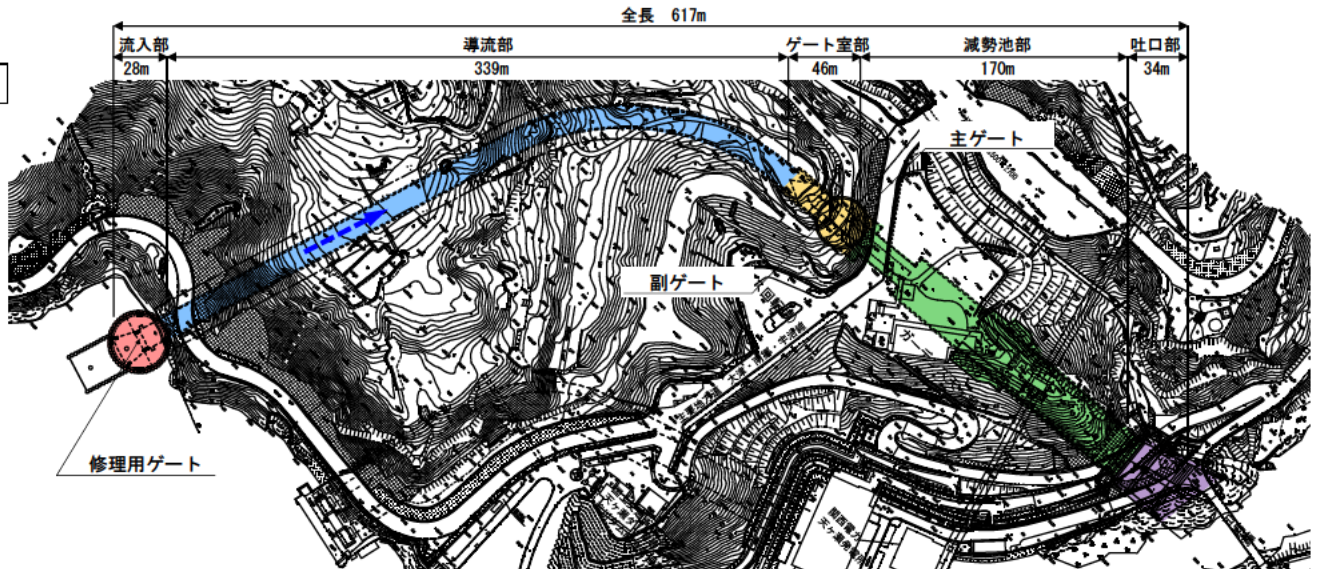 全長 617m
流入部 導流部 ゲート室部 減勢池部 吐口部
28m 339m 46m 170m 34m
主ゲート
副ゲート
修理用ゲート